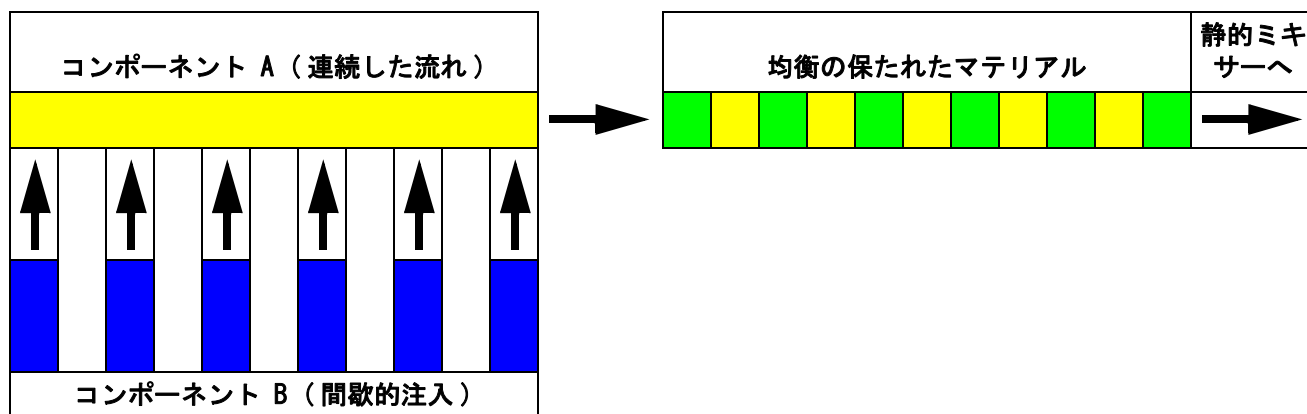 コンポーネント A ( 連続した流れ )
均衡の保たれたマテリアル
静的ミキ
サーへ
コンポーネント B ( 間歇的注入 )